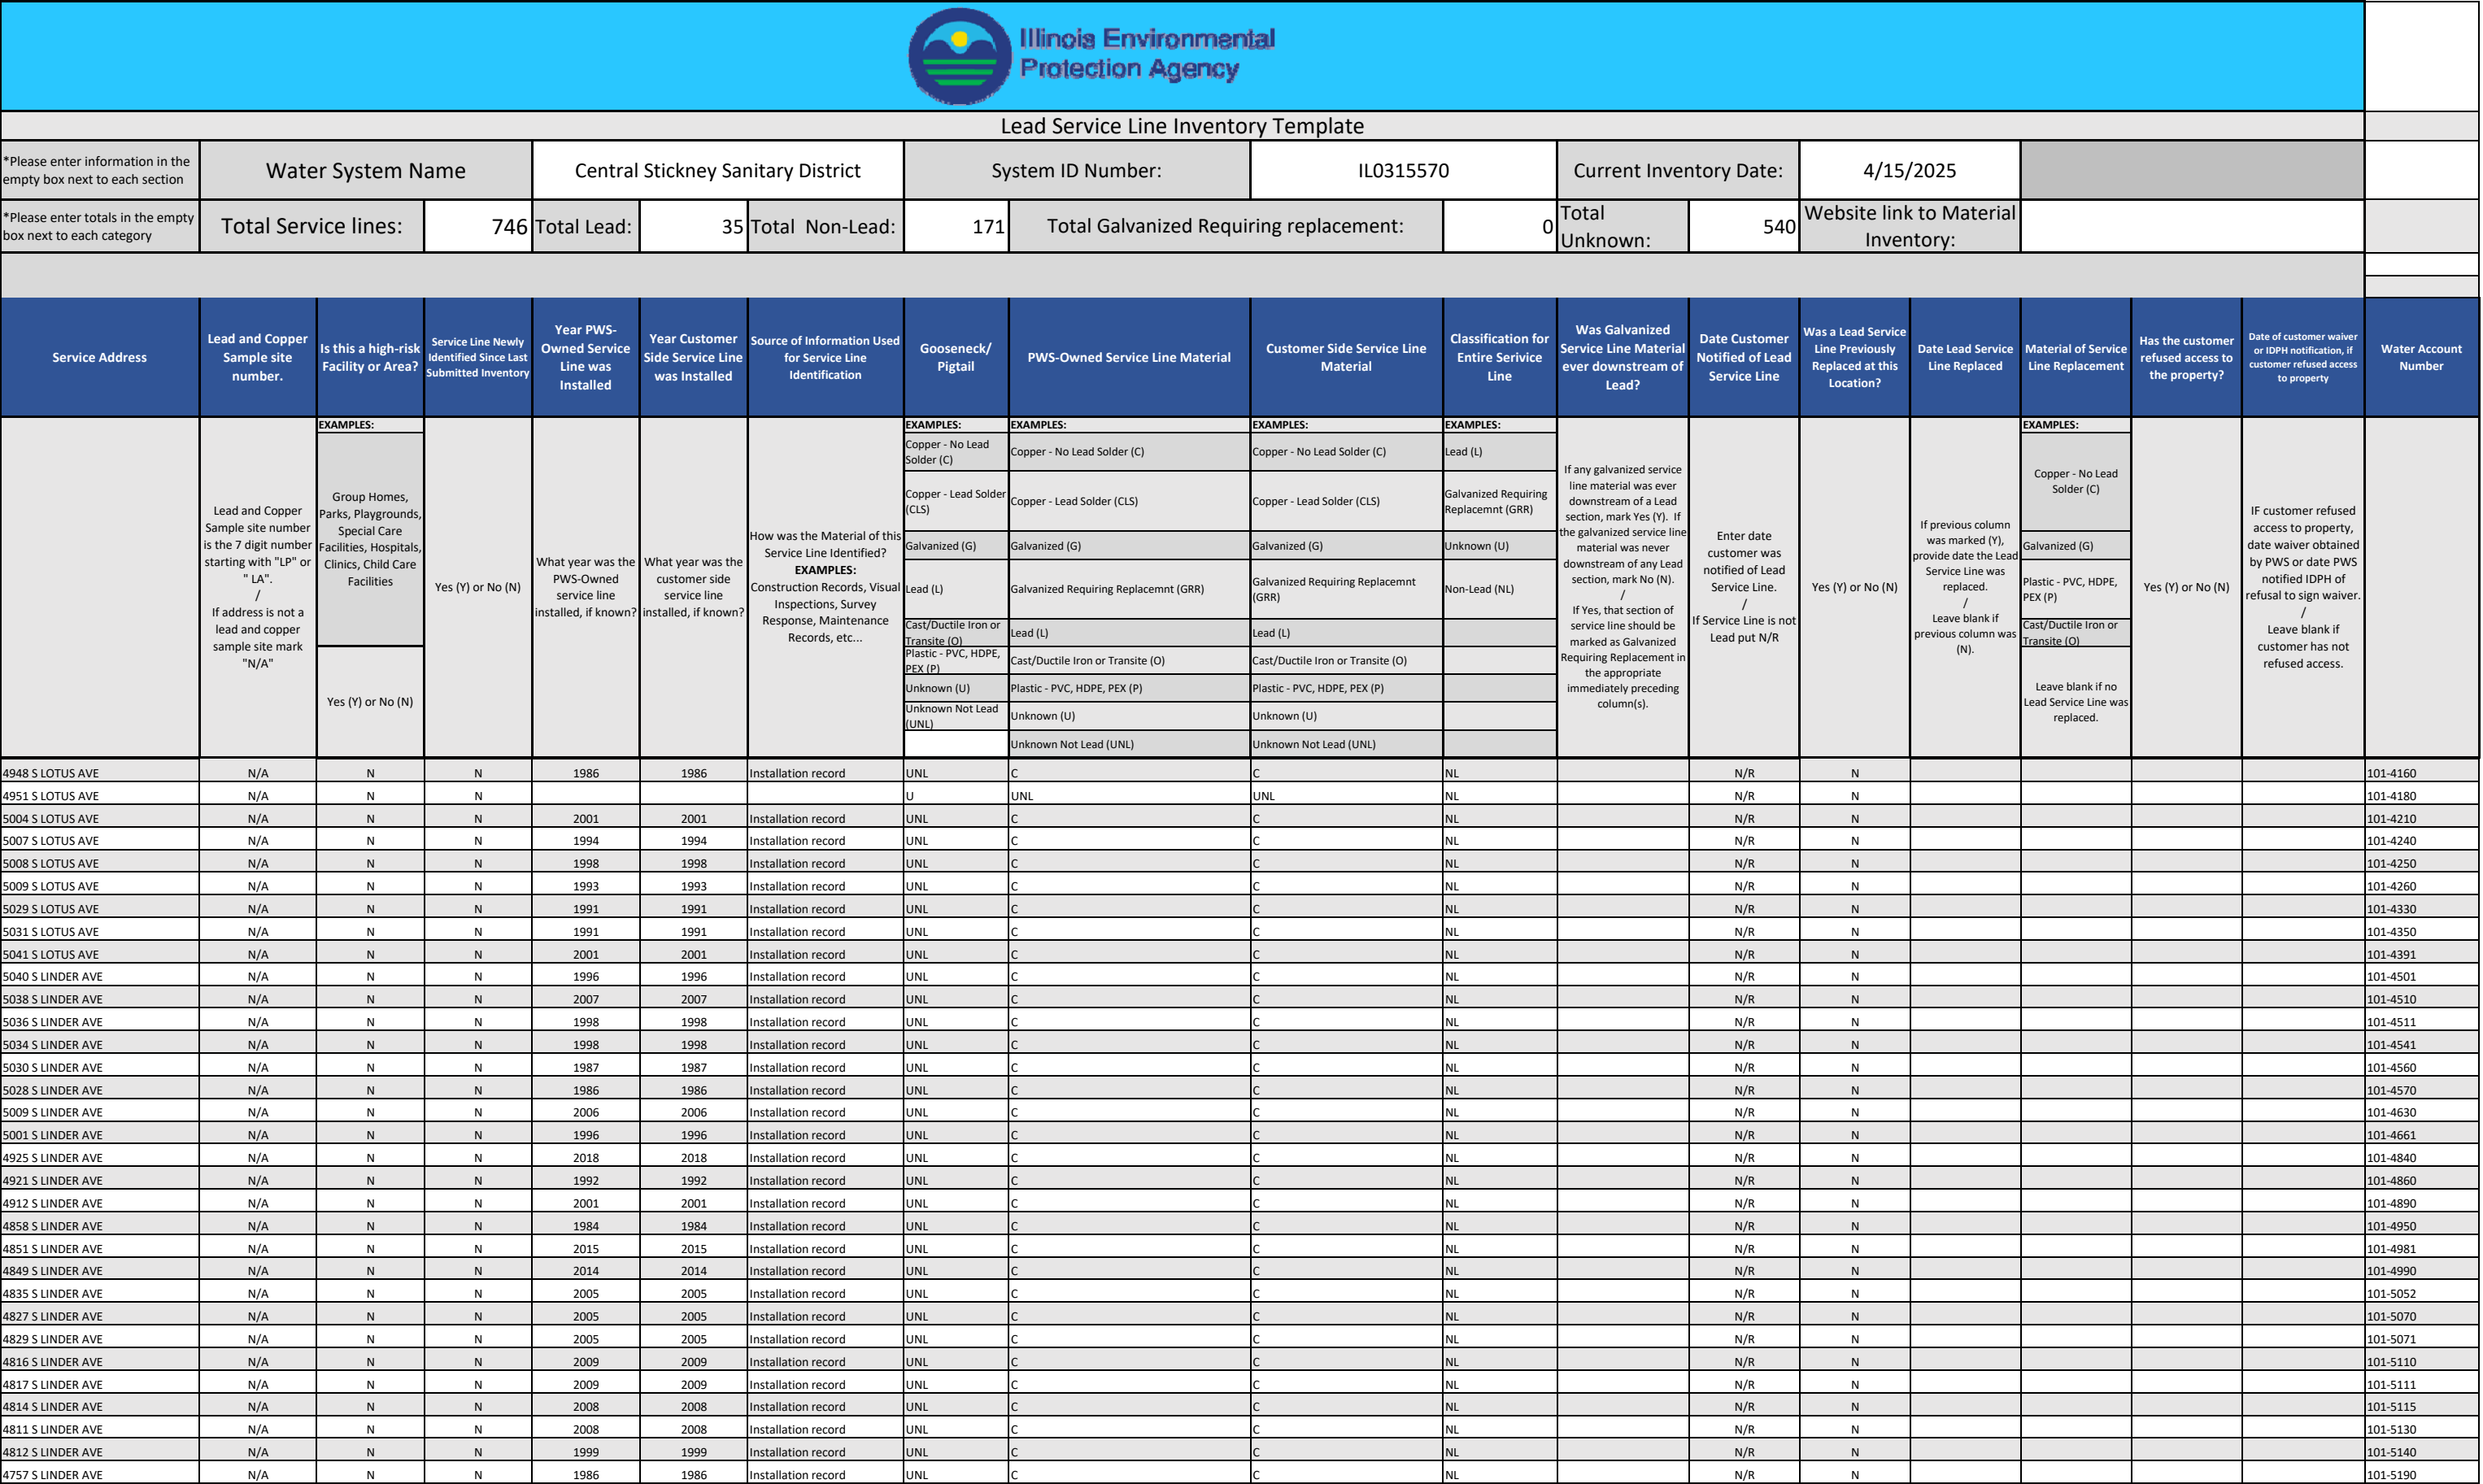 Illinois Environmental
Protection Agency
Lead Service Line Inventory Template
*Please enter information in the
empty box next to each section
Water System Name
Central Stickney Sanitary District
System ID Number:
IL0315570
Current Inventory Date:
4/15/2025
*Please enter totals in the empty
box next to each category
Total Service lines:
746
Total Lead:
35
Total Non-Lead:
171
Total Galvanized Requiring replacement:
0
Total
Unknown:
540
Website link to Material
Inventory:
Service Address
Lead and Copper
Sample site
number.
Is this a high-risk
Facility or Area?
Service Line Newly
Identified Since Last
Submitted Inventory
Year PWS-
Owned Service
Line was
Installed
Year Customer
Side Service Line
was Installed
Source of Information Used
for Service Line
Identification
Gooseneck/
Pigtail
PWS-Owned Service Line Material
Customer Side Service Line
Material
Classification for
Entire Serivice
Line
Was Galvanized
Service Line Material
ever downstream of
Lead?
Date Customer
Notified of Lead
Service Line
Was a Lead Service
Line Previously
Replaced at this
Location?
Date Lead Service
Line Replaced
Material of Service
Line Replacement
Has the customer
refused access to
the property?
Date of customer waiver
or IDPH notification, if
customer refused access
to property
Water Account
Number
Lead and Copper
Sample site number
is the 7 digit number
starting with "LP" or
" LA".
/
If address is not a
lead and copper
sample site mark
"N/A"
EXAMPLES:
Group Homes,
Parks, Playgrounds,
Special Care
Facilities, Hospitals,
Clinics, Child Care
Facilities
Yes (Y) or No (N)
Yes (Y) or No (N)
What year was the
PWS-Owned
service line
installed, if known?
What year was the
customer side
service line
installed, if known?
How was the Material of this
Service Line Identified?
EXAMPLES:
Construction Records, Visual
Inspections, Survey
Response, Maintenance
Records, etc...
EXAMPLES:
Copper - No Lead
Solder (C)
Copper - Lead Solder
(CLS)
Galvanized (G)
Lead (L)
Cast/Ductile Iron or
Transite (O)
Plastic - PVC, HDPE,
PEX (P)
Unknown (U)
Unknown Not Lead
(UNL)
EXAMPLES:
Copper - No Lead Solder (C)
Copper - Lead Solder (CLS)
Galvanized (G)
Galvanized Requiring Replacemnt (GRR)
Lead (L)
Cast/Ductile Iron or Transite (O)
Plastic - PVC, HDPE, PEX (P)
Unknown (U)
Unknown Not Lead (UNL)
EXAMPLES:
Copper - No Lead Solder (C)
Copper - Lead Solder (CLS)
Galvanized (G)
Galvanized Requiring Replacemnt
(GRR)
Lead (L)
Cast/Ductile Iron or Transite (O)
Plastic - PVC, HDPE, PEX (P)
Unknown (U)
Unknown Not Lead (UNL)
EXAMPLES:
Lead (L)
Galvanized Requiring
Replacemnt (GRR)
Unknown (U)
Non-Lead (NL)
If any galvanized service
line material was ever
downstream of a Lead
section, mark Yes (Y). If
the galvanized service line
material was never
downstream of any Lead
section, mark No (N).
/
If Yes, that section of
service line should be
marked as Galvanized
Requiring Replacement in
the appropriate
immediately preceding
column(s).
Enter date
customer was
notified of Lead
Service Line.
/
If Service Line is not
Lead put N/R
Yes (Y) or No (N)
If previous column
was marked (Y),
provide date the Lead
Service Line was
replaced.
/
Leave blank if
previous column was
(N).
EXAMPLES:
Copper - No Lead
Solder (C)
Galvanized (G)
Plastic - PVC, HDPE,
PEX (P)
Cast/Ductile Iron or
Transite (O)
Leave blank if no
Lead Service Line was
replaced.
Yes (Y) or No (N)
IF customer refused
access to property,
date waiver obtained
by PWS or date PWS
notified IDPH of
refusal to sign waiver.
/
Leave blank if
customer has not
refused access.
4948 S LOTUS AVE N/A N N 1986 1986 Installation record UNL C C NL N/R N 101-4160
4951 S LOTUS AVE N/A N N U UNL UNL NL N/R N 101-4180
5004 S LOTUS AVE N/A N N 2001 2001 Installation record UNL C C NL N/R N 101-4210
5007 S LOTUS AVE N/A N N 1994 1994 Installation record UNL C C NL N/R N 101-4240
5008 S LOTUS AVE N/A N N 1998 1998 Installation record UNL C C NL N/R N 101-4250
5009 S LOTUS AVE N/A N N 1993 1993 Installation record UNL C C NL N/R N 101-4260
5029 S LOTUS AVE N/A N N 1991 1991 Installation record UNL C C NL N/R N 101-4330
5031 S LOTUS AVE N/A N N 1991 1991 Installation record UNL C C NL N/R N 101-4350
5041 S LOTUS AVE N/A N N 2001 2001 Installation record UNL C C NL N/R N 101-4391
5040 S LINDER AVE N/A N N 1996 1996 Installation record UNL C C NL N/R N 101-4501
5038 S LINDER AVE N/A N N 2007 2007 Installation record UNL C C NL N/R N 101-4510
5036 S LINDER AVE N/A N N 1998 1998 Installation record UNL C C NL N/R N 101-4511
5034 S LINDER AVE N/A N N 1998 1998 Installation record UNL C C NL N/R N 101-4541
5030 S LINDER AVE N/A N N 1987 1987 Installation record UNL C C NL N/R N 101-4560
5028 S LINDER AVE N/A N N 1986 1986 Installation record UNL C C NL N/R N 101-4570
5009 S LINDER AVE N/A N N 2006 2006 Installation record UNL C C NL N/R N 101-4630
5001 S LINDER AVE N/A N N 1996 1996 Installation record UNL C C NL N/R N 101-4661
4925 S LINDER AVE N/A N N 2018 2018 Installation record UNL C C NL N/R N 101-4840
4921 S LINDER AVE N/A N N 1992 1992 Installation record UNL C C NL N/R N 101-4860
4912 S LINDER AVE N/A N N 2001 2001 Installation record UNL C C NL N/R N 101-4890
4858 S LINDER AVE N/A N N 1984 1984 Installation record UNL C C NL N/R N 101-4950
4851 S LINDER AVE N/A N N 2015 2015 Installation record UNL C C NL N/R N 101-4981
4849 S LINDER AVE N/A N N 2014 2014 Installation record UNL C C NL N/R N 101-4990
4835 S LINDER AVE N/A N N 2005 2005 Installation record UNL C C NL N/R N 101-5052
4827 S LINDER AVE N/A N N 2005 2005 Installation record UNL C C NL N/R N 101-5070
4829 S LINDER AVE N/A N N 2005 2005 Installation record UNL C C NL N/R N 101-5071
4816 S LINDER AVE N/A N N 2009 2009 Installation record UNL C C NL N/R N 101-5110
4817 S LINDER AVE N/A N N 2009 2009 Installation record UNL C C NL N/R N 101-5111
4814 S LINDER AVE N/A N N 2008 2008 Installation record UNL C C NL N/R N 101-5115
4811 S LINDER AVE N/A N N 2008 2008 Installation record UNL C C NL N/R N 101-5130
4812 S LINDER AVE N/A N N 1999 1999 Installation record UNL C C NL N/R N 101-5140
4757 S LINDER AVE N/A N N 1986 1986 Installation record UNL C C NL N/R N 101-5190